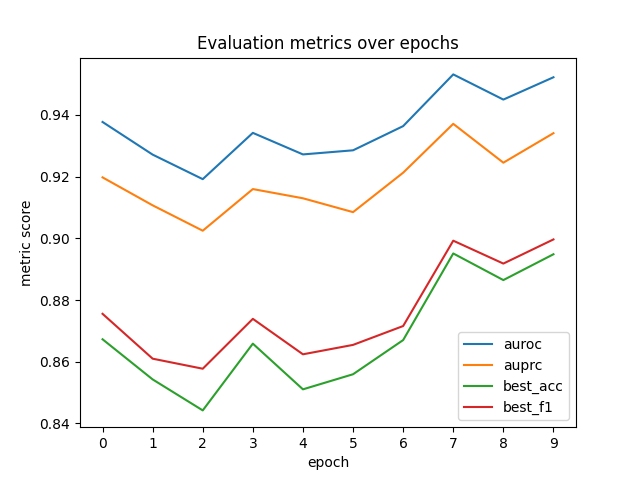 Evaluation metrics over epochs
metric score
0.94
0.92
0.90
0.88
0.86
0.84
auroc
auprc
best_acc
best_f1
0 1 2 3 4 5 6 7 8 9
epoch